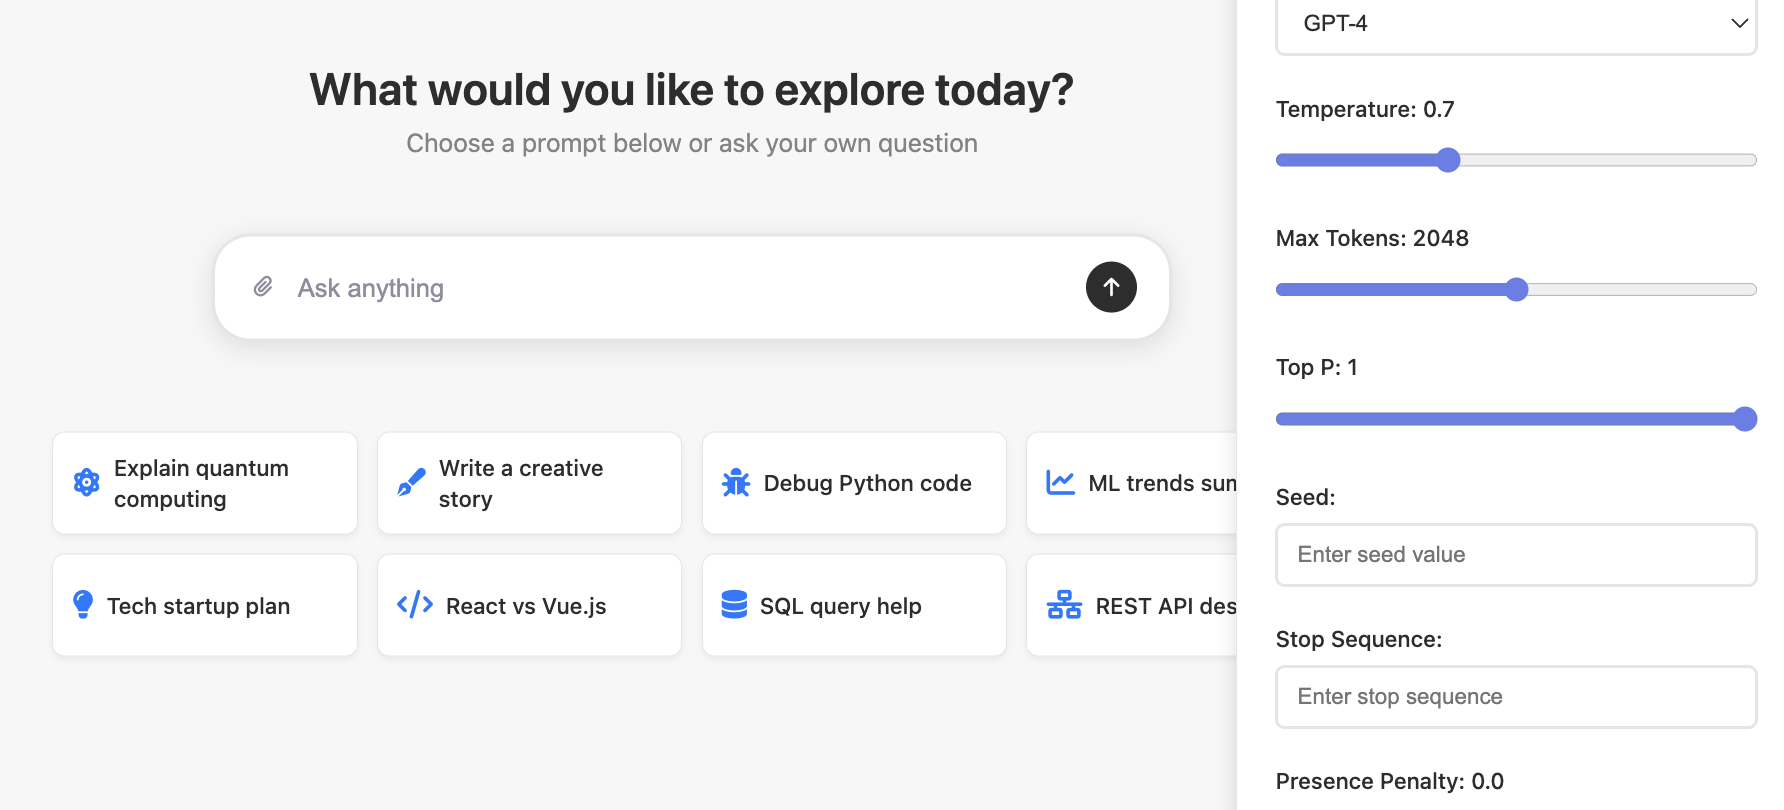 What would you like to explore today?
Choose a prompt below or ask your own question
Ask anything
Explain quantum
computing
Write a creative
story
Debug Python code
ML trends sum
Tech startup plan
React vs Vue.js
SQL query help
REST API des
GPT-4
Temperature: 0.7
Max Tokens: 2048
Top P: 1
Seed:
Enter seed value
Stop Sequence:
Enter stop sequence
Presence Penalty: 0.0